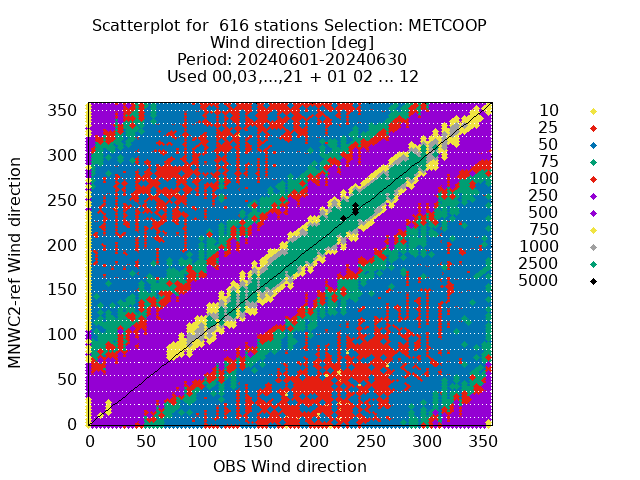 Scatterplot for  616 stations Selection: METCOOP
Wind direction [deg]
Period: 20240601-20240630
Used 00,03,...,21 + 01 02 ... 12
MNWC2-ref Wind direction
350
300
250
200
150
100
50
0
0 50 100 150 200 250 300 350
OBS Wind direction
10
25
50
75
100
250
500
750
1000
2500
5000